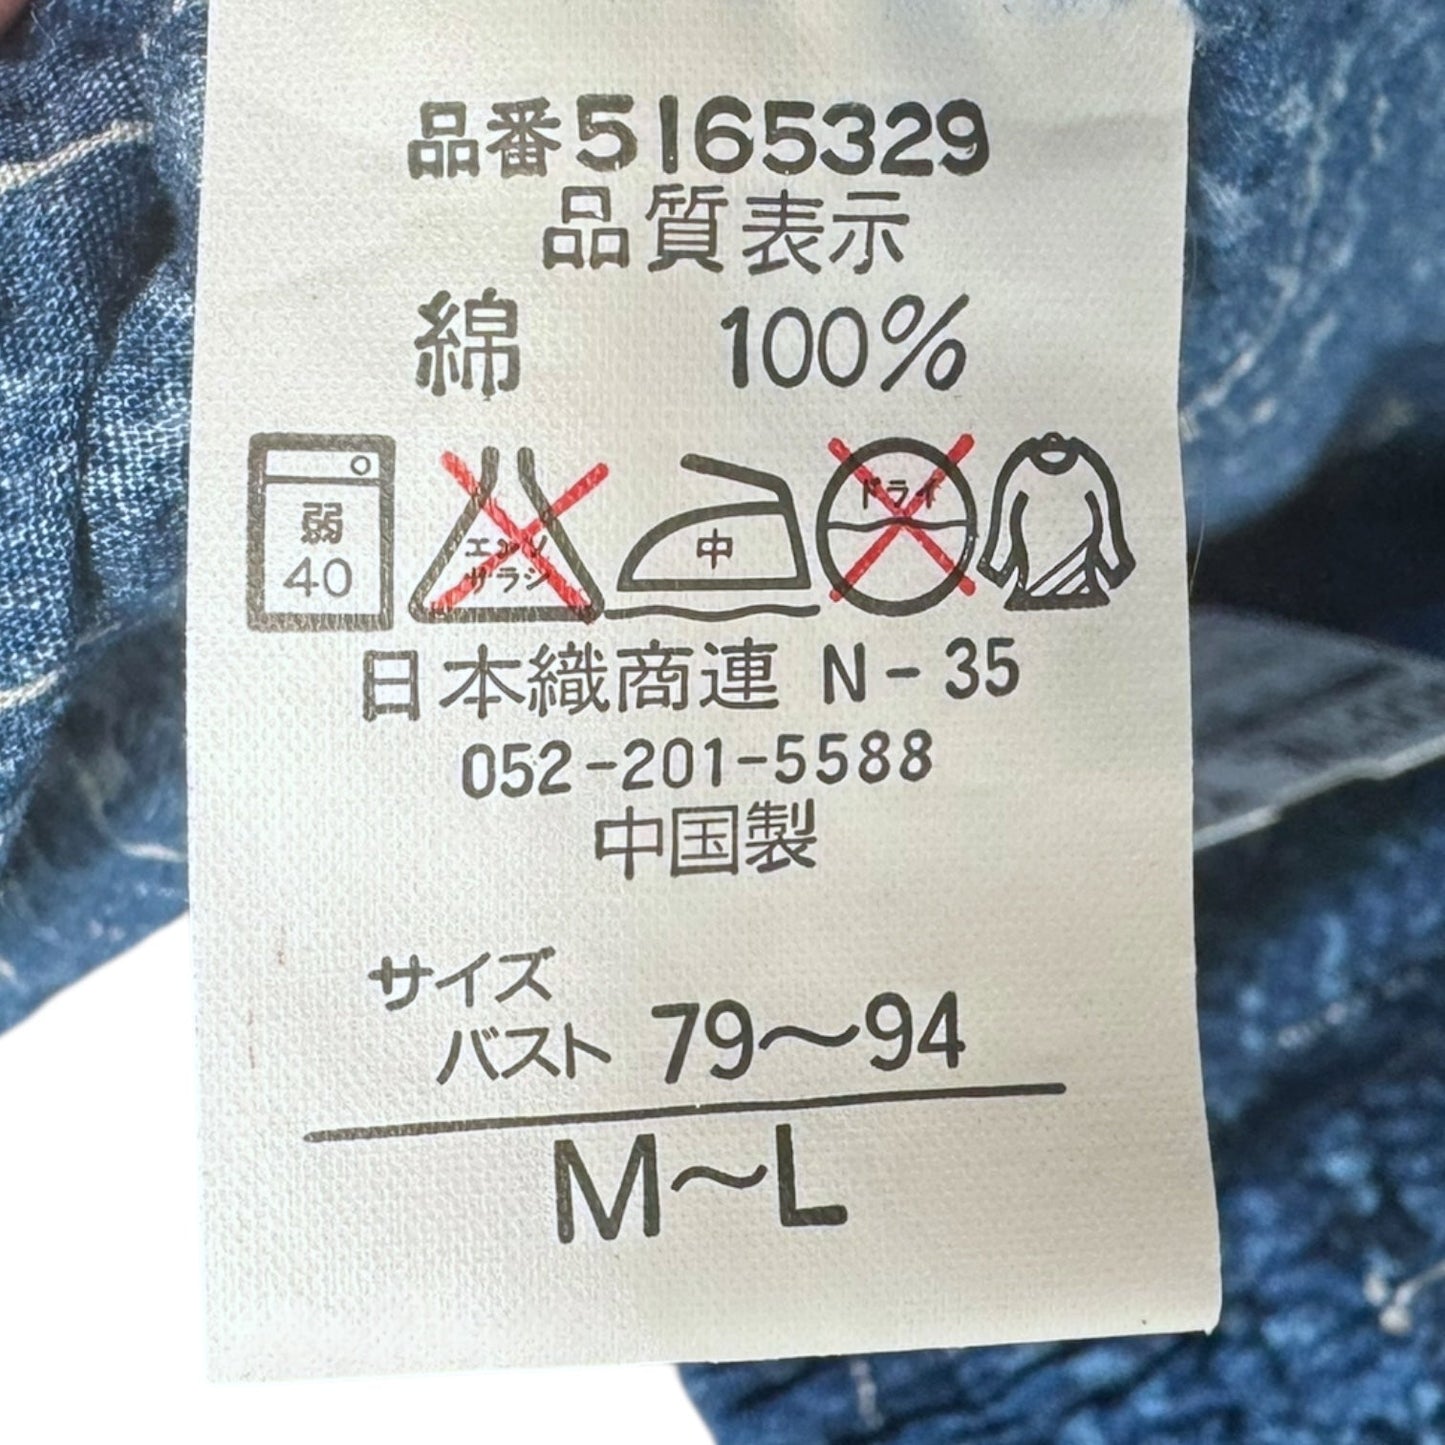 品番5165329
品質表示
綿 100%
弱
40
エンソ
サラシ
中
ドライ
日本織商連 N-35
052-201-5588
中国製
サイズ
バスト 79〜94
M〜L